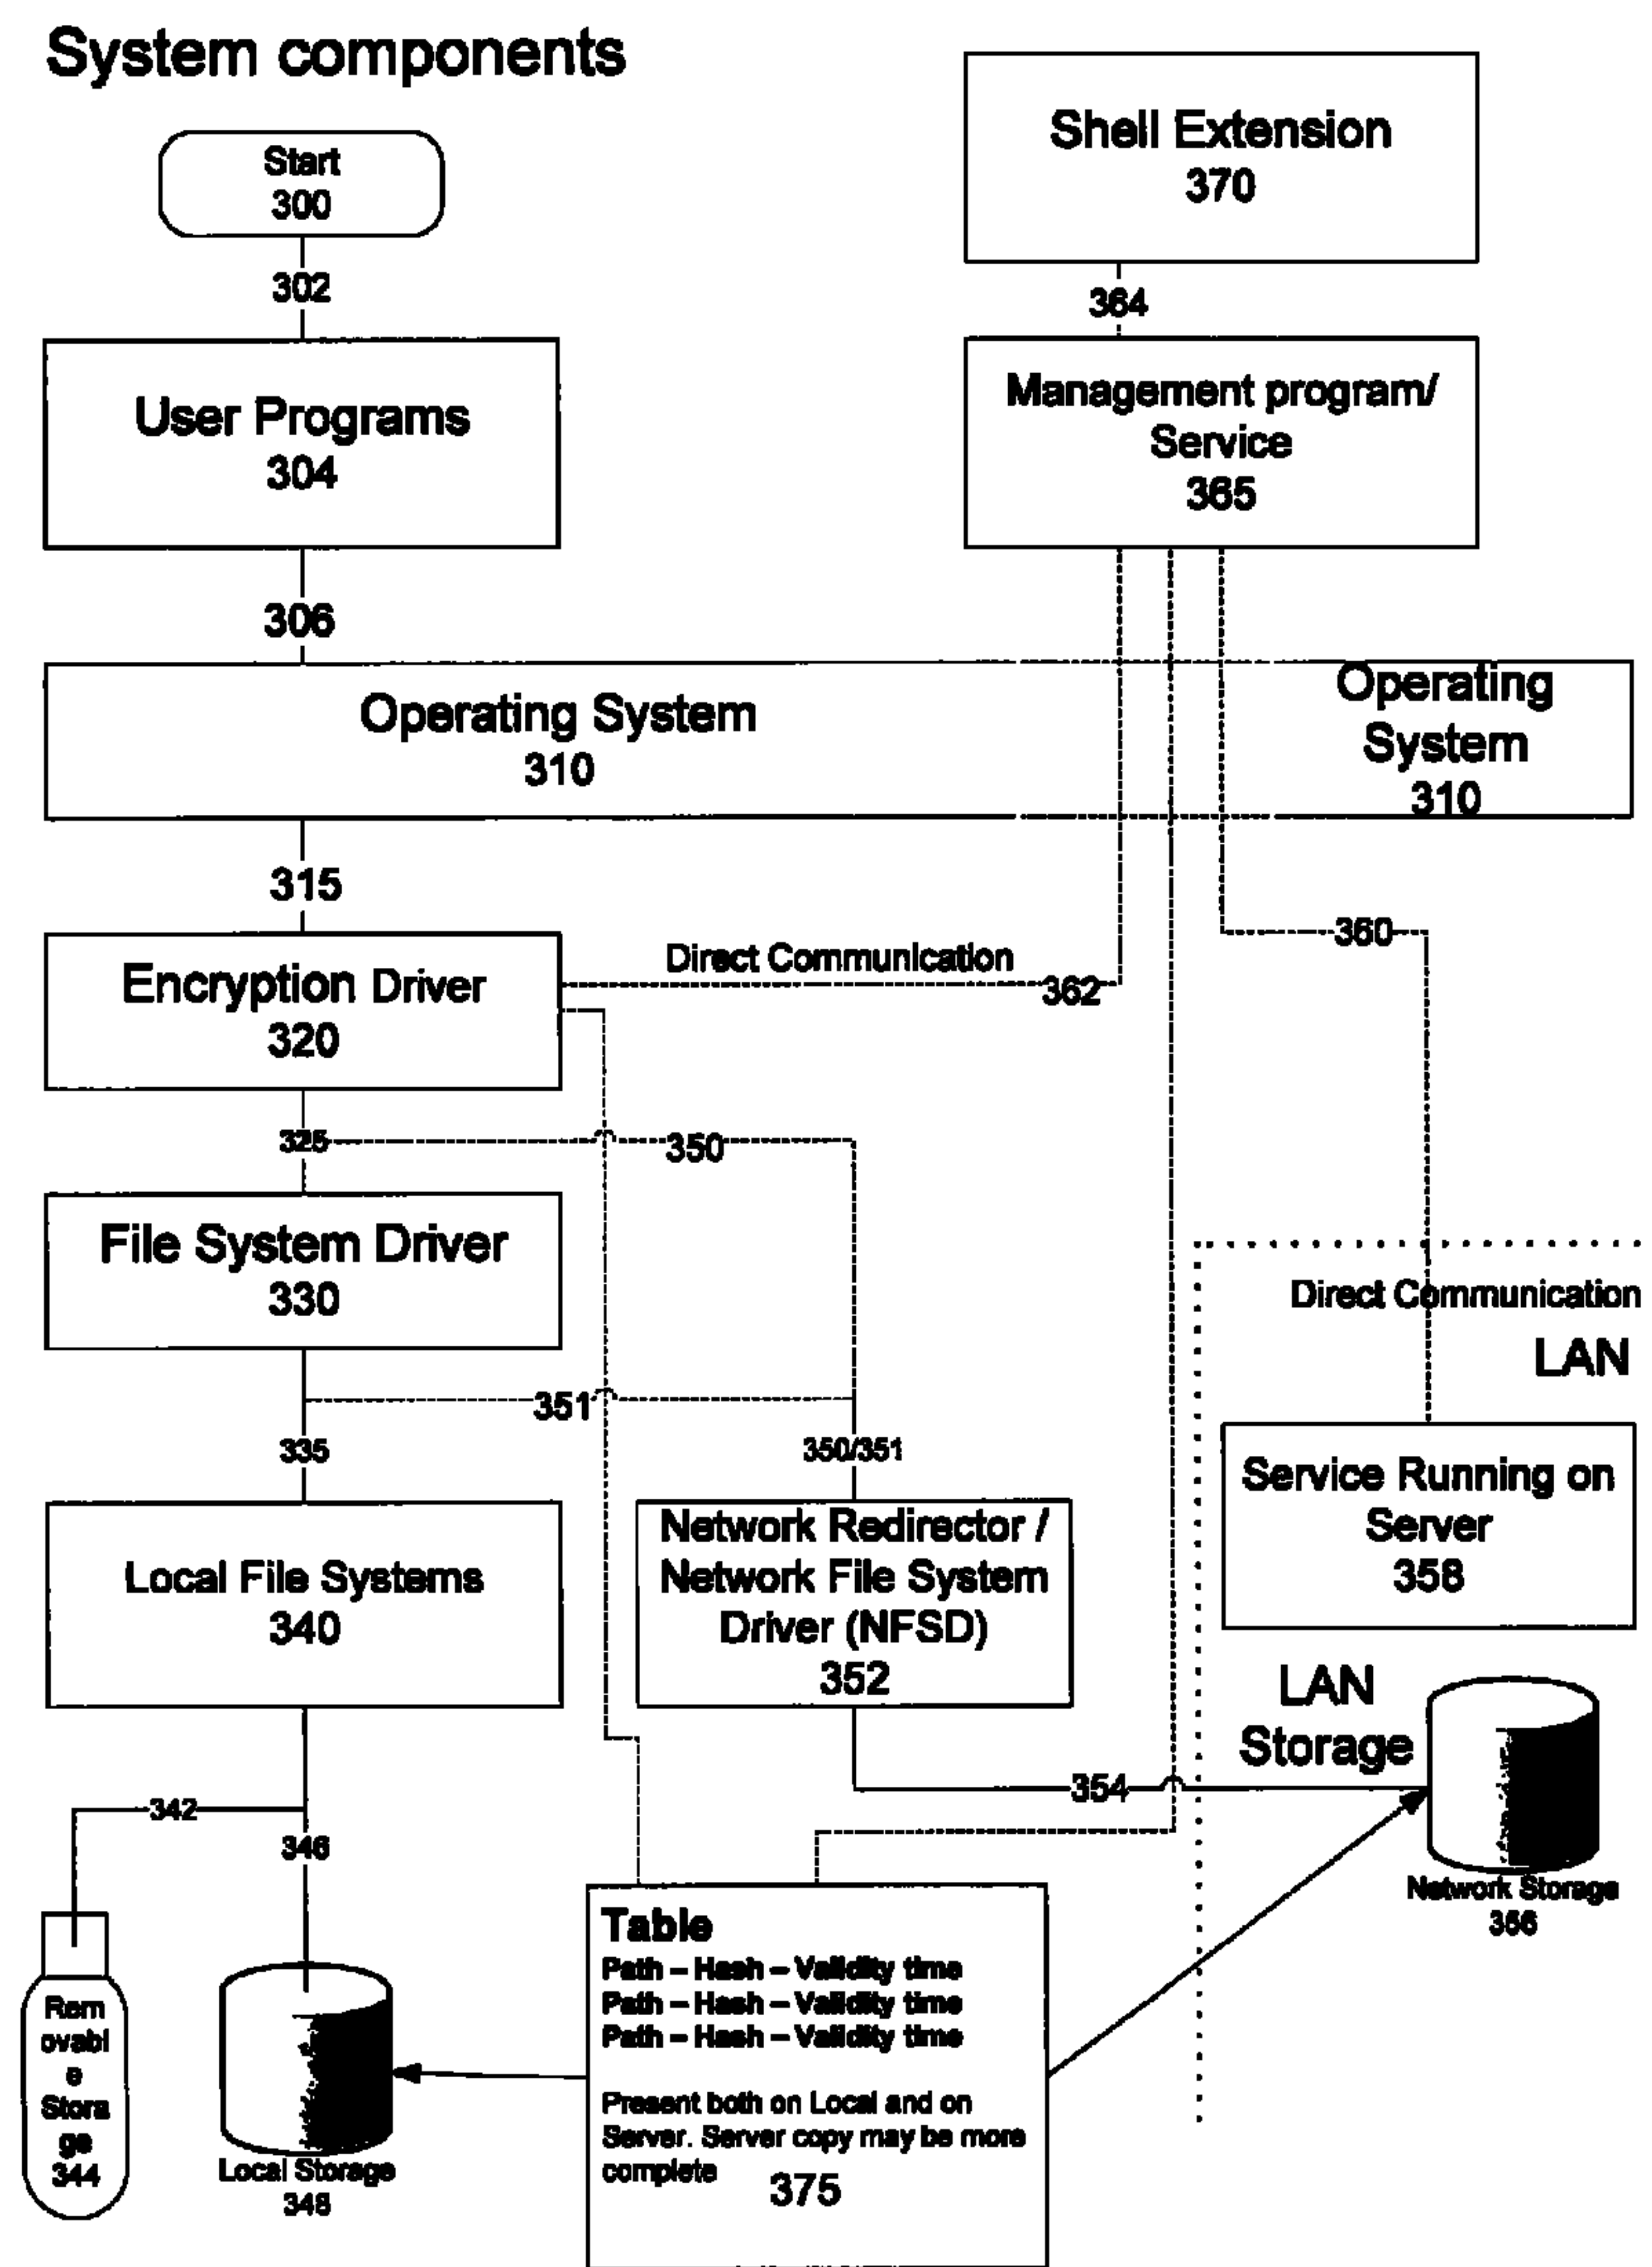 System components
Start
300
302
User Programs
304
306
Shell Extension
370
364
Management program/
Service
365
Operating System
310
Operating
System
310
315
Encryption Driver
320
Direct Communication
362
360
325
350
File System Driver
330
Direct Communication
LAN
351
335
350/351
Local File Systems
340
Network Redirector /
Network File System
Driver (NFSD)
352
Service Running on
Server
358
LAN
Storage
354
Network Storage
356
342
346
Rem
ovabl
e
Stora
ge
344
Local Storage
348
Table
Path – Hash – Validity time
Path – Hash – Validity time
Path – Hash – Validity time
Present both on Local and on
Server. Server copy may be more
complete
375